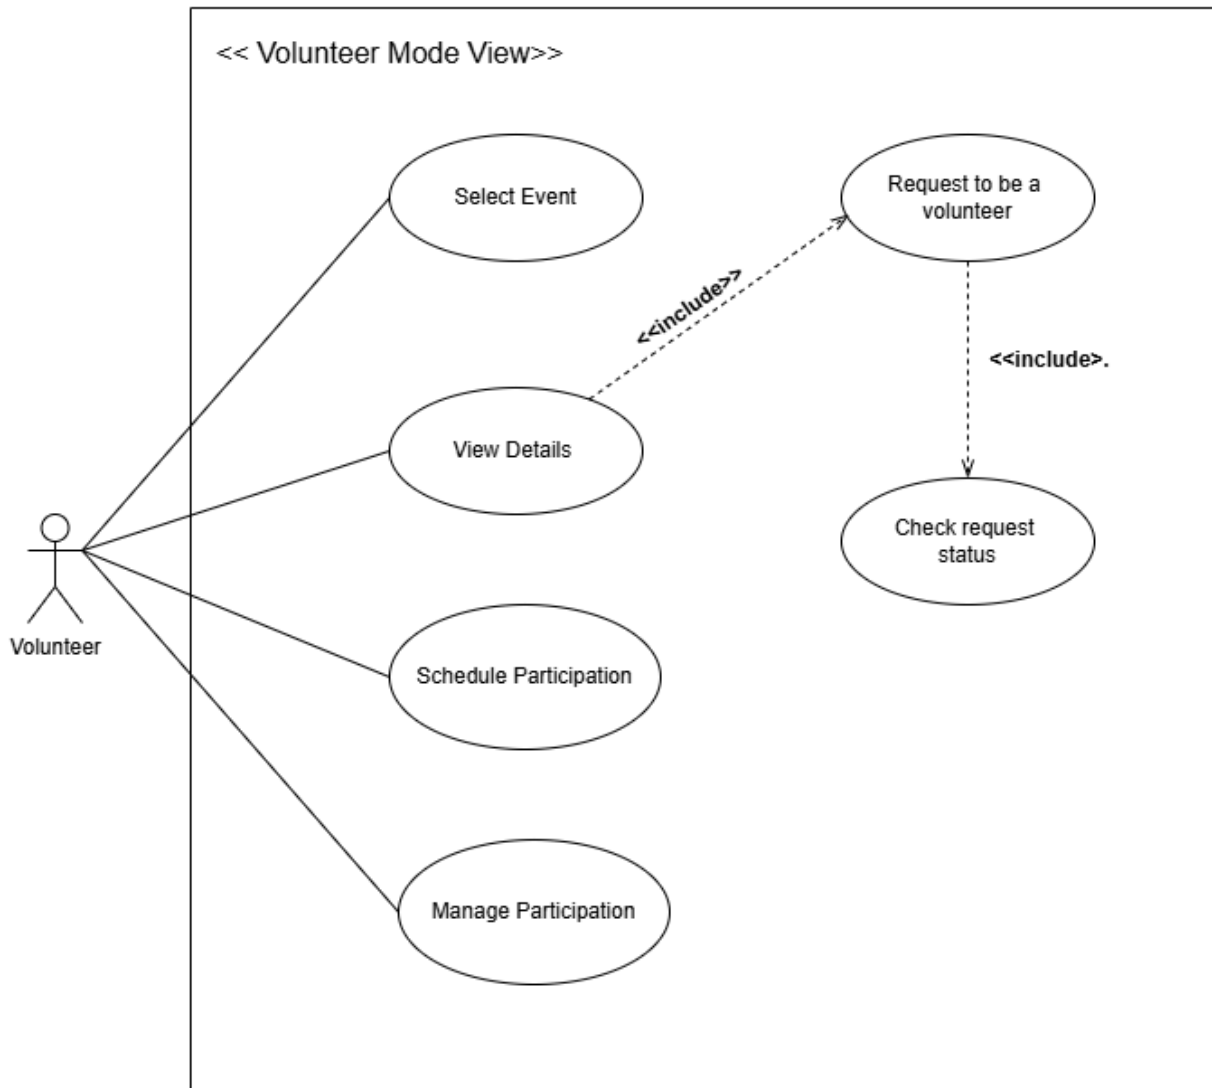 << Volunteer Mode View>>
Select Event
Request to be a
volunteer
<<include>>
<<include>.
View Details
Check request
status
Volunteer
Schedule Participation
Manage Participation